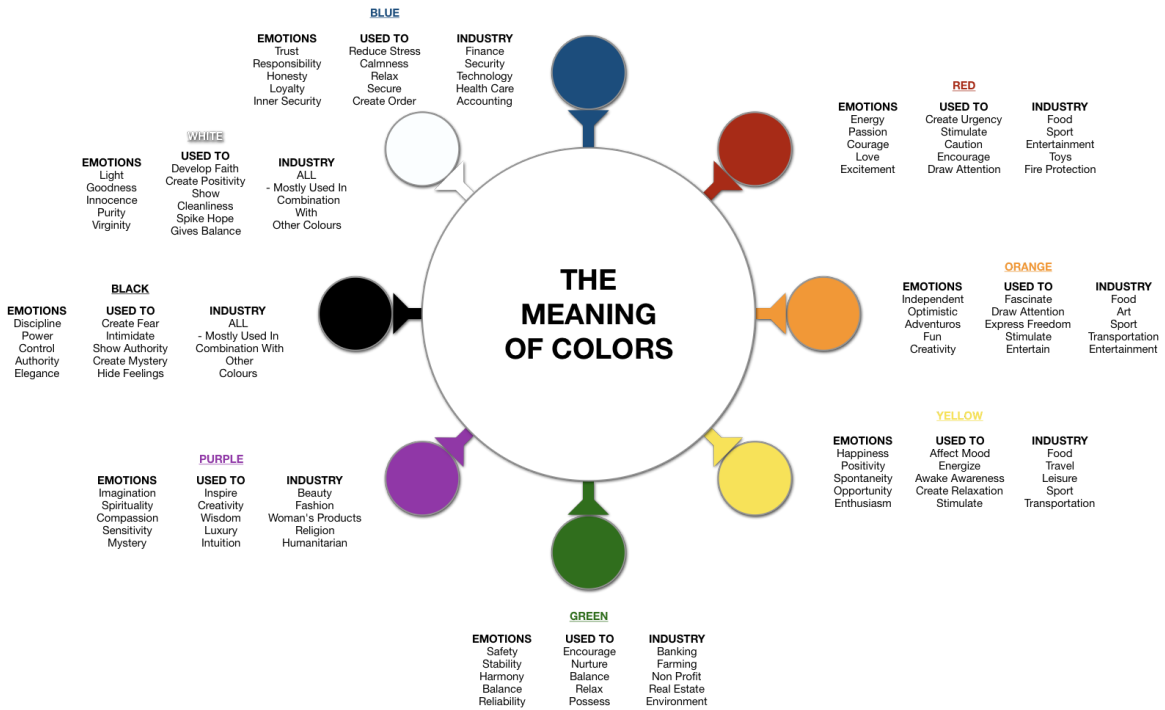 BLUE
EMOTIONS
Trust
Responsibility
Honesty
Loyalty
Inner Security
USED TO
Reduce Stress
Calmness
Relax
Secure
Create Order
INDUSTRY
Finance
Security
Technology
Health Care
Accounting
RED
EMOTIONS
Energy
Passion
Courage
Love
Excitement
USED TO
Create Urgency
Stimulate
Caution
Encourage
Draw Attention
INDUSTRY
Food
Sport
Entertainment
Toys
Fire Protection
WHITE
EMOTIONS
Light
Goodness
Innocence
Purity
Virginity
USED TO
Develop Faith
Create Positivity
Show
Cleanliness
Spike Hope
Gives Balance
INDUSTRY
ALL
- Mostly Used In
Combination
With
Other Colours
THE
MEANING
OF COLORS
ORANGE
EMOTIONS
Independent
Optimistic
Adventuros
Fun
Creativity
USED TO
Fascinate
Draw Attention
Express Freedom
Stimulate
Entertain
INDUSTRY
Food
Art
Sport
Transportation
Entertainment
BLACK
EMOTIONS
Discipline
Power
Control
Authority
Elegance
USED TO
Create Fear
Intimidate
Show Authority
Create Mystery
Hide Feelings
INDUSTRY
ALL
- Mostly Used In
Combination With
Other
Colours
YELLOW
EMOTIONS
Happiness
Positivity
Spontaneity
Opportunity
Enthusiasm
USED TO
Affect Mood
Energize
Awake Awareness
Create Relaxation
Stimulate
INDUSTRY
Food
Travel
Leisure
Sport
Transportation
PURPLE
EMOTIONS
Imagination
Spirituality
Compassion
Sensitivity
Mystery
USED TO
Inspire
Creativity
Wisdom
Luxury
Intuition
INDUSTRY
Beauty
Fashion
Woman's Products
Religion
Humanitarian
GREEN
EMOTIONS
Safety
Stability
Harmony
Balance
Reliability
USED TO
Encourage
Nurture
Balance
Relax
Possess
INDUSTRY
Banking
Farming
Non Profit
Real Estate
Environment